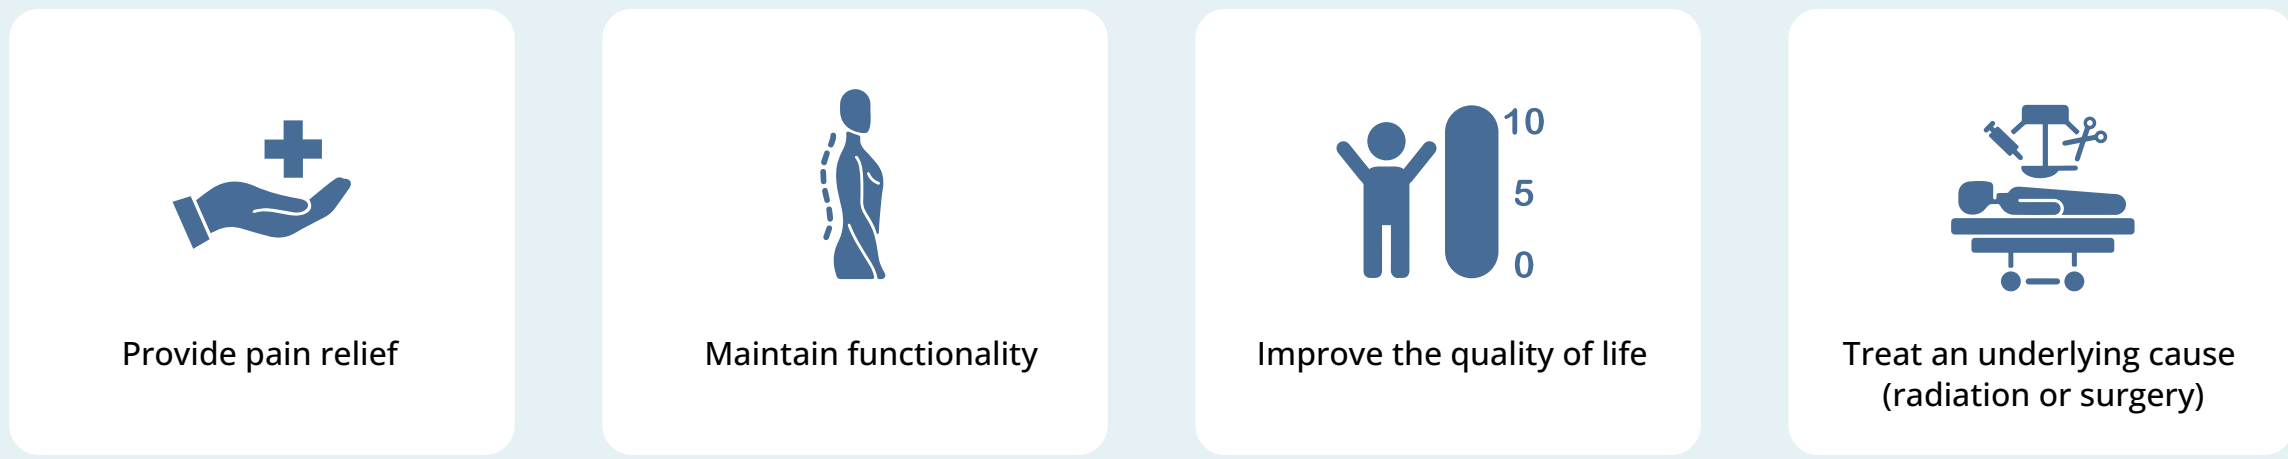 10
5
0
Provide pain relief
Maintain functionality
Improve the quality of life
Treat an underlying cause
(radiation or surgery)